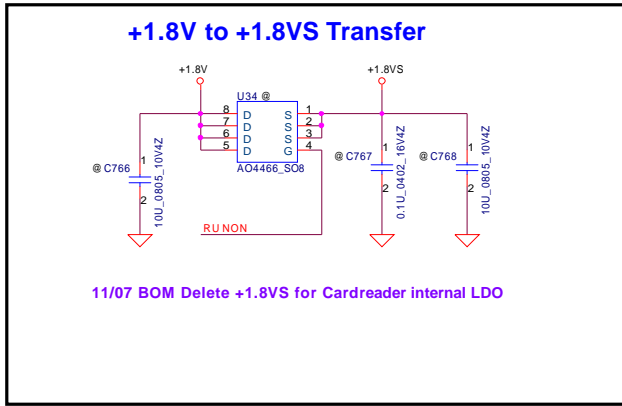 +1.8V to +1.8VS Transfer
+1.8V
+1.8VS
U34 @
8 D S 1
7 D S 2
6 D S 3
5 D G 4
AO4466_SO8
@ C766
1
2
10U_0805_10V4Z
@ C767
1
2
0.1U_0402_16V4Z
@ C768
1
2
10U_0805_10V4Z
RUNON
11/07 BOM Delete +1.8VS for Cardreader internal LDO